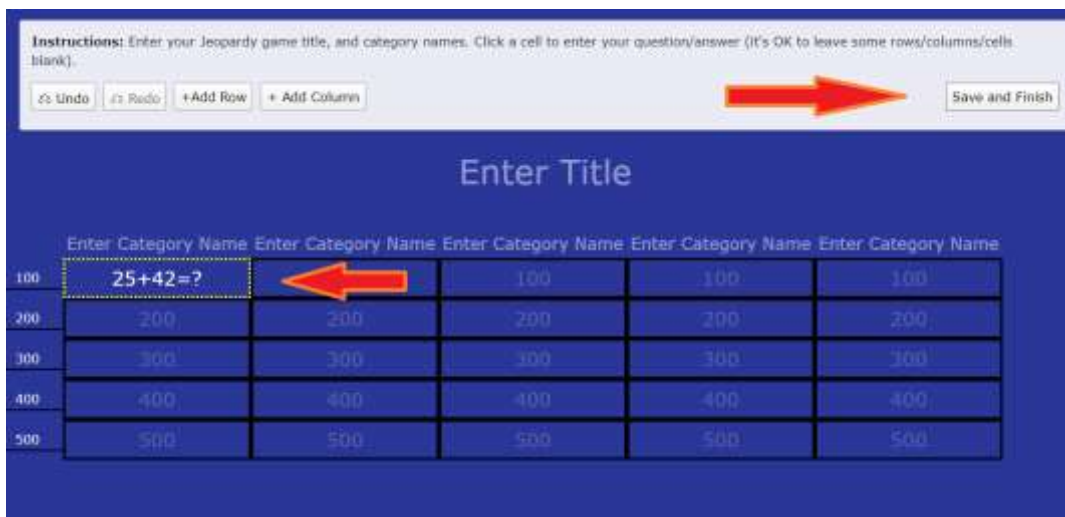 Instructions: Enter your Jeopardy game title, and category names. Click a cell to enter your question/answer (it's OK to leave some rows/columns/cells
blank).
Undo Redo +Add Row + Add Column Save and Finish
Enter Title
Enter Category Name Enter Category Name Enter Category Name Enter Category Name Enter Category Name
100 25+42=? 100 100 100
200 200 200 200 200 200
300 300 300 300 300 300
400 400 400 400 400 400
500 500 500 500 500 500